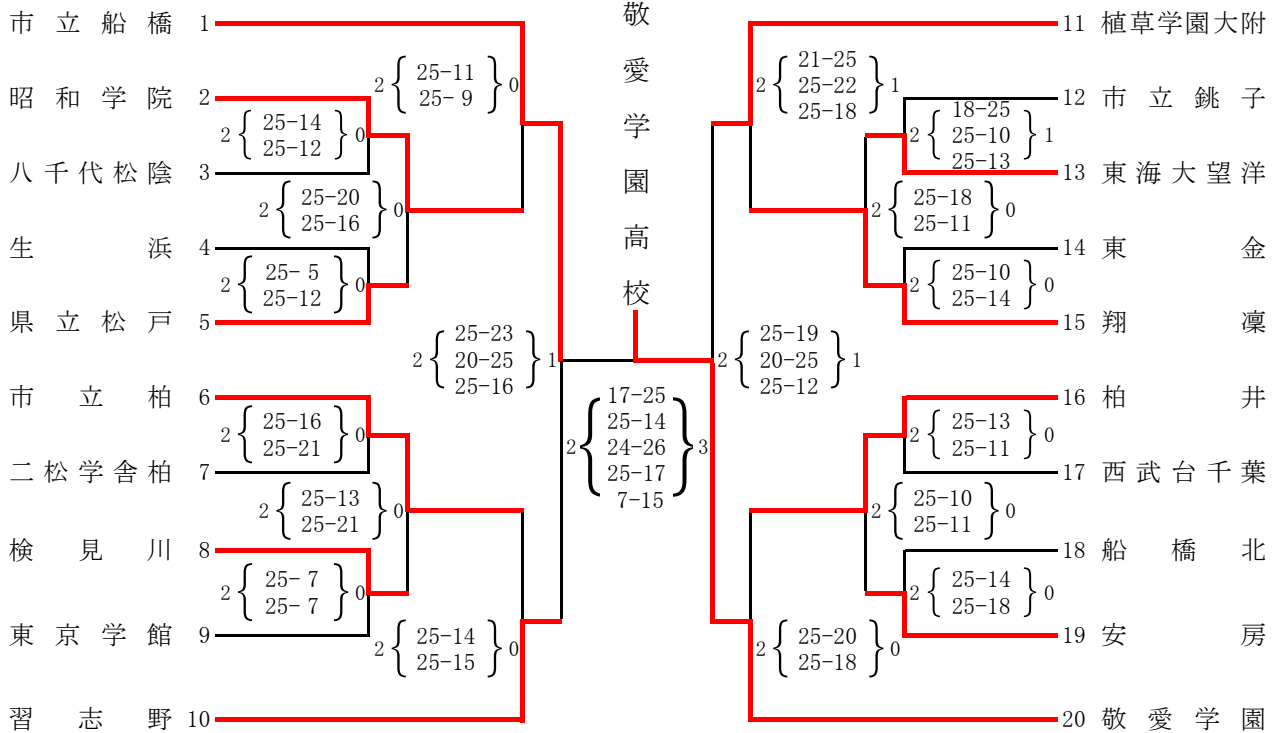 敬愛学園高校
市立船橋 1
昭和学院 2
八千代松陰 3
生浜 4
県立松戸 5
市立柏 6
二松学舎柏 7
検見川 8
東京学館 9
習志野 10
2 { 25-11 } 0
25- 9
2 { 25-14 } 0
25-12
2 { 25-20 } 0
25-16
2 { 25- 5 } 0
25-12
2 { 25-23 } 1
20-25
25-16
2 { 25-16 } 0
25-21
2 { 25-13 } 0
25-21
2 { 25- 7 } 0
25- 7
2 { 25-14 } 0
25-15
2 { 17-25 } 3
25-14
24-26
25-17
7-15
11 植草学園大附
12 市立銚子
13 東海大望洋
14 東金
15 翔凜
16 柏井
17 西武台千葉
18 船橋北
19 安房
20 敬愛学園
2 { 21-25 } 1
25-22
25-18
2 { 18-25 } 1
25-10
25-13
2 { 25-18 } 0
25-11
2 { 25-10 } 0
25-14
2 { 25-19 } 1
20-25
25-12
2 { 25-13 } 0
25-11
2 { 25-10 } 0
25-11
2 { 25-14 } 0
25-18
2 { 25-20 } 0
25-18